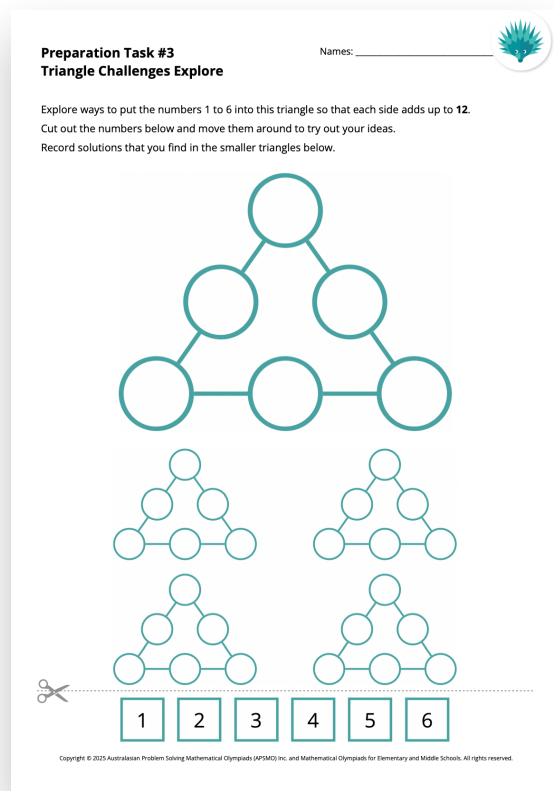 Preparation Task #3
Names: ______________________________
Triangle Challenges Explore
Explore ways to put the numbers 1 to 6 into this triangle so that each side adds up to 12.
Cut out the numbers below and move them around to try out your ideas.
Record solutions that you find in the smaller triangles below.
1 2 3 4 5 6
Copyright © 2025 Australasian Problem Solving Mathematical Olympiads (APSMO) Inc. and Mathematical Olympiads for Elementary and Middle Schools. All rights reserved.